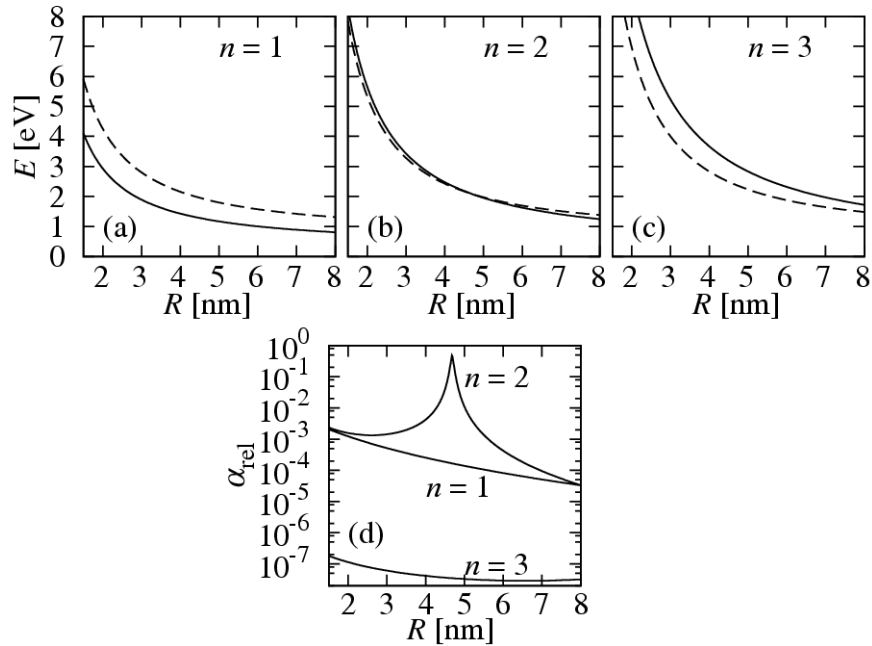 8
7
6
5
4
3
2
1
0
E [eV]
n = 1
(a)
2 3 4 5 6 7 8
R [nm]
n = 2
(b)
2 3 4 5 6 7 8
R [nm]
n = 3
(c)
2 3 4 5 6 7 8
R [nm]
10^0
10^-1
10^-2
10^-3
10^-4
10^-5
10^-6
10^-7
α_rel
n = 2
n = 1
(d)
n = 3
2 3 4 5 6 7 8
R [nm]